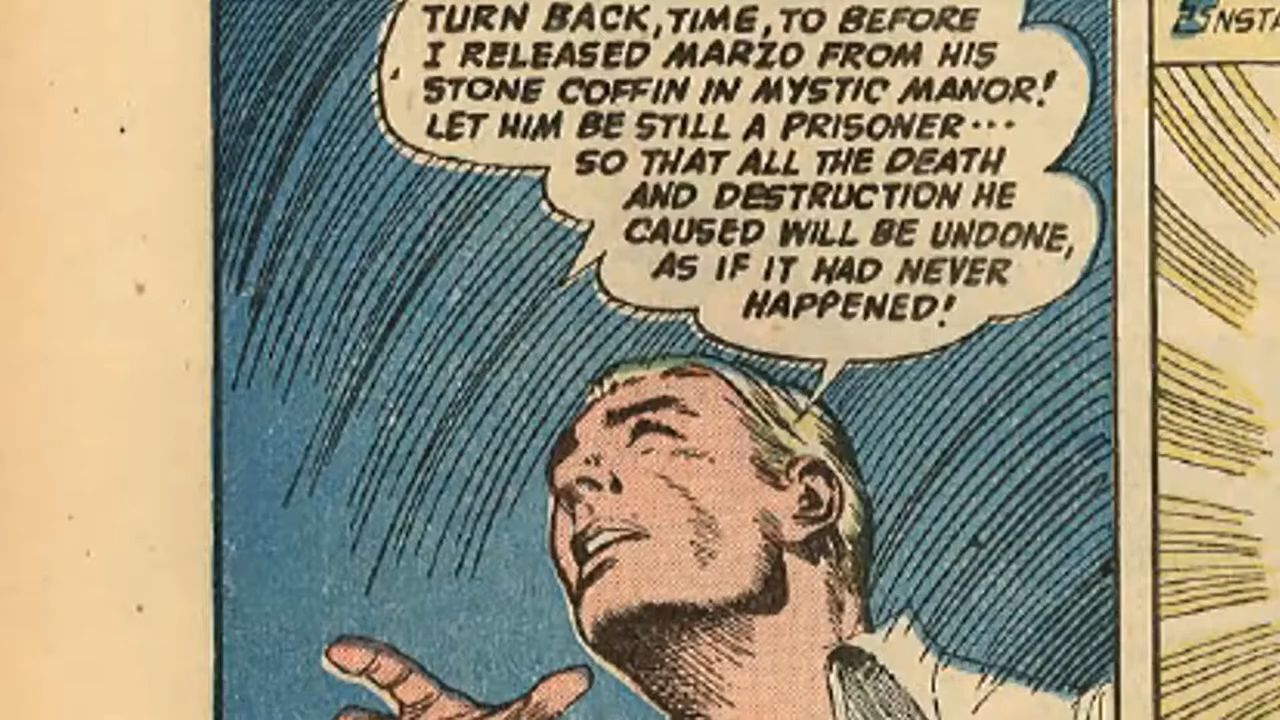 TURN BACK, TIME, TO BEFORE
I RELEASED MARZO FROM HIS
STONE COFFIN IN MYSTIC MANOR!
LET HIM BE STILL A PRISONER...
SO THAT ALL THE DEATH
AND DESTRUCTION HE
CAUSED WILL BE UNDONE,
AS IF IT HAD NEVER
HAPPENED!